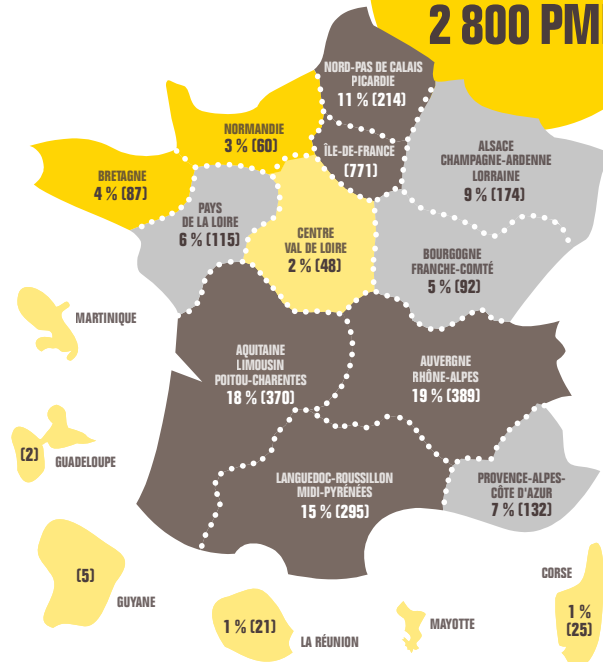 2 800 PM
NORD-PAS DE CALAIS
PICARDIE
11 % (214)
NORMANDIE
3 % (60)
ÎLE-DE-FRANCE
(771)
ALSACE
CHAMPAGNE-ARDENNE
LORRAINE
9 % (174)
BRETAGNE
4 % (87)
PAYS
DE LA LOIRE
6 % (115)
CENTRE
VAL DE LOIRE
2 % (48)
BOURGOGNE
FRANCHE-COMTÉ
5 % (92)
MARTINIQUE
AQUITAINE
LIMOUSIN
POITOU-CHARENTES
18 % (370)
AUVERGNE
RHÔNE-ALPES
19 % (389)
(2)
GUADELOUPE
LANGUEDOC-ROUSSILLON
MIDI-PYRÉNÉES
15 % (295)
PROVENCE-ALPES-
CÔTE D'AZUR
7 % (132)
(5)
GUYANE
1 % (21)
LA RÉUNION
MAYOTTE
CORSE
1 %
(25)